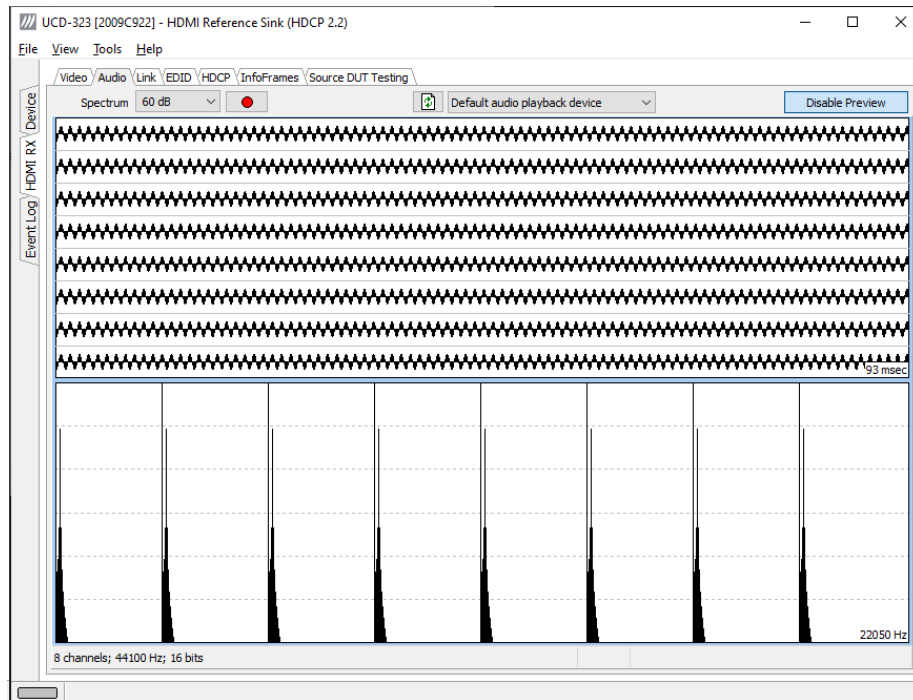 UCD-323 [2009C922] - HDMI Reference Sink (HDCP 2.2)
File View Tools Help
Video Audio Link EDID HDCP InfoFrames Source DUT Testing
Spectrum 60 dB Default audio playback device Disable Preview
Device
HDMI RX
Event Log
93 msec
22050 Hz
8 channels; 44100 Hz; 16 bits